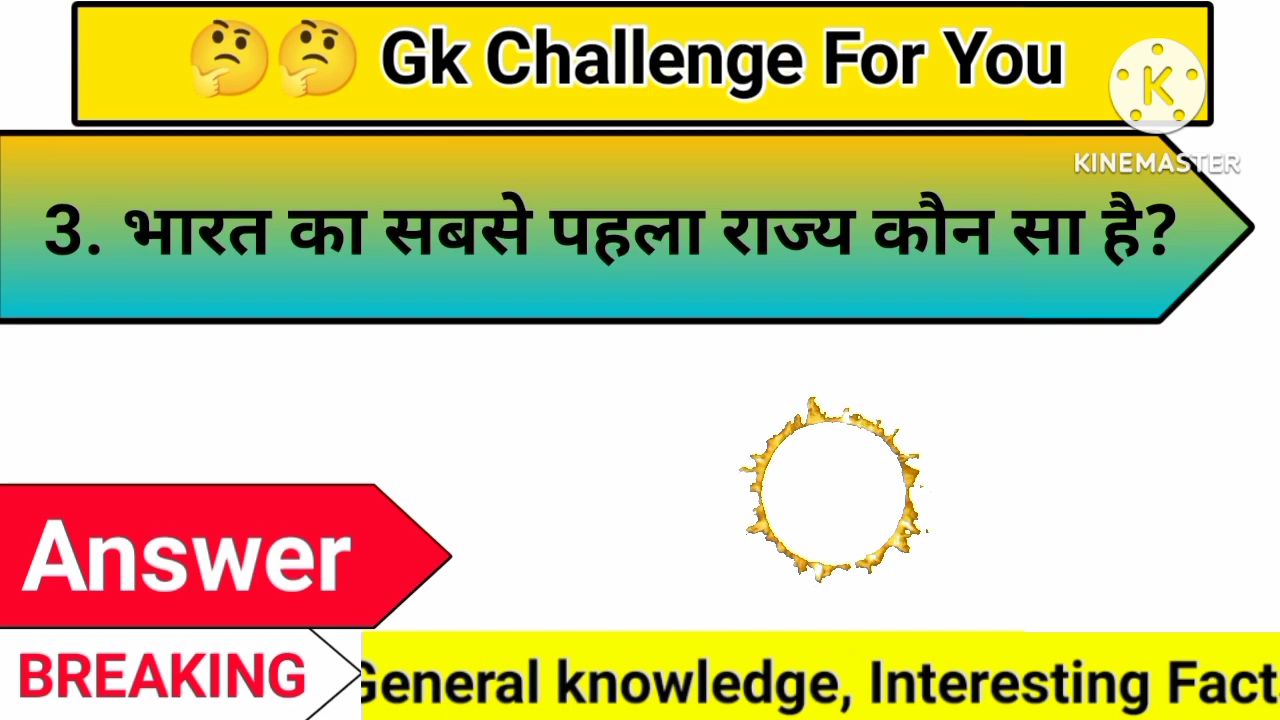 🤔🤔 Gk Challenge For You
K
KINEMASTER
3. भारत का सबसे पहला राज्य कौन सा है?
Answer
BREAKING
General knowledge, Interesting Fact